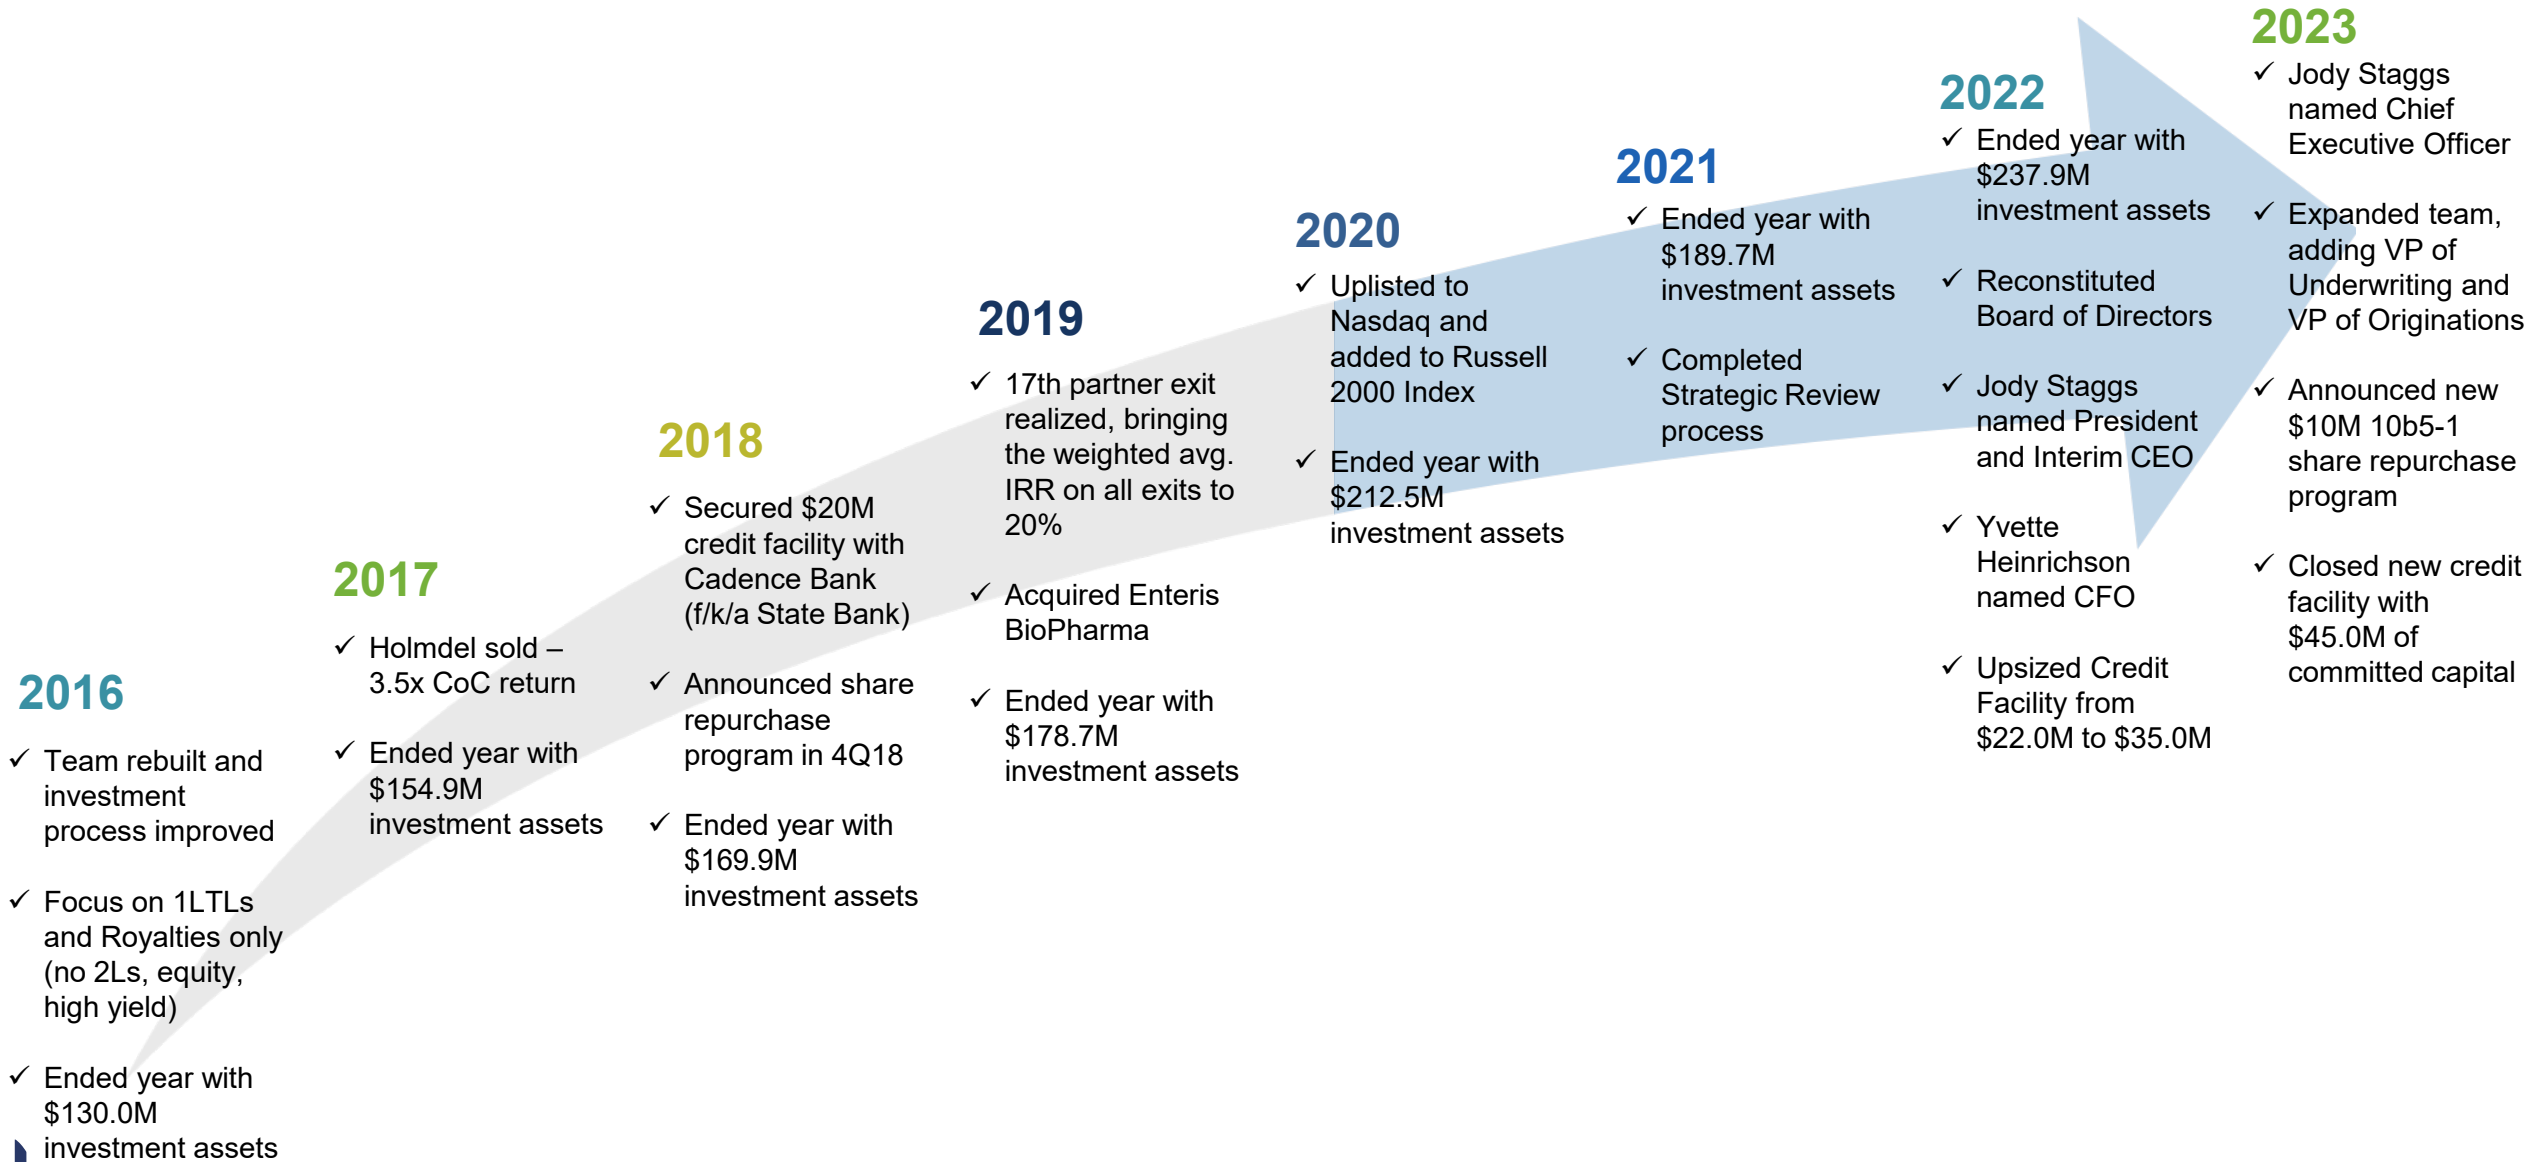 2016
✓ Team rebuilt and
investment
process improved
✓ Focus on 1LTLs
and Royalties only
(no 2Ls, equity,
high yield)
✓ Ended year with
$130.0M
investment assets
2017
✓ Holmdel sold –
3.5x CoC return
✓ Ended year with
$154.9M
investment assets
2018
✓ Secured $20M
credit facility with
Cadence Bank
(f/k/a State Bank)
✓ Announced share
repurchase
program in 4Q18
✓ Ended year with
$169.9M
investment assets
2019
✓ 17th partner exit
realized, bringing
the weighted avg.
IRR on all exits to
20%
✓ Acquired Enteris
BioPharma
✓ Ended year with
$178.7M
investment assets
2020
✓ Uplisted to
Nasdaq and
added to Russell
2000 Index
✓ Ended year with
$212.5M
investment assets
2021
✓ Ended year with
$189.7M
investment assets
✓ Completed
Strategic Review
process
2022
✓ Ended year with
$237.9M
investment assets
✓ Reconstituted
Board of Directors
✓ Jody Staggs
named President
and Interim CEO
✓ Yvette
Heinrichson
named CFO
✓ Upsized Credit
Facility from
$22.0M to $35.0M
2023
✓ Jody Staggs
named Chief
Executive Officer
✓ Expanded team,
adding VP of
Underwriting and
VP of Originations
✓ Announced new
$10M 10b5-1
share repurchase
program
✓ Closed new credit
facility with
$45.0M of
committed capital